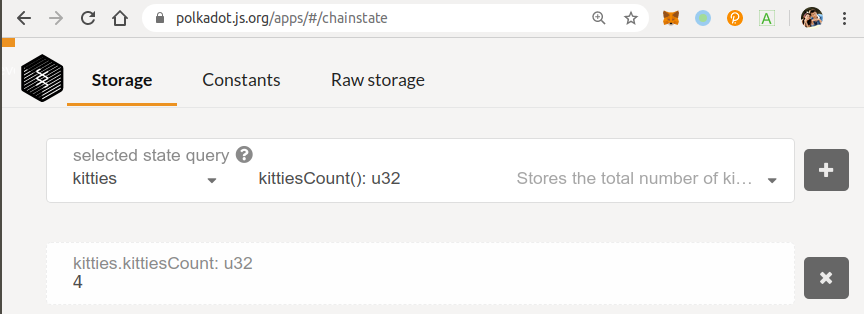 polkadot.js.org/apps/#/chainstate
Storage Constants Raw storage
selected state query ?
kitties kittiesCount(): u32 Stores the total number of ki...
kitties.kittiesCount: u32
4